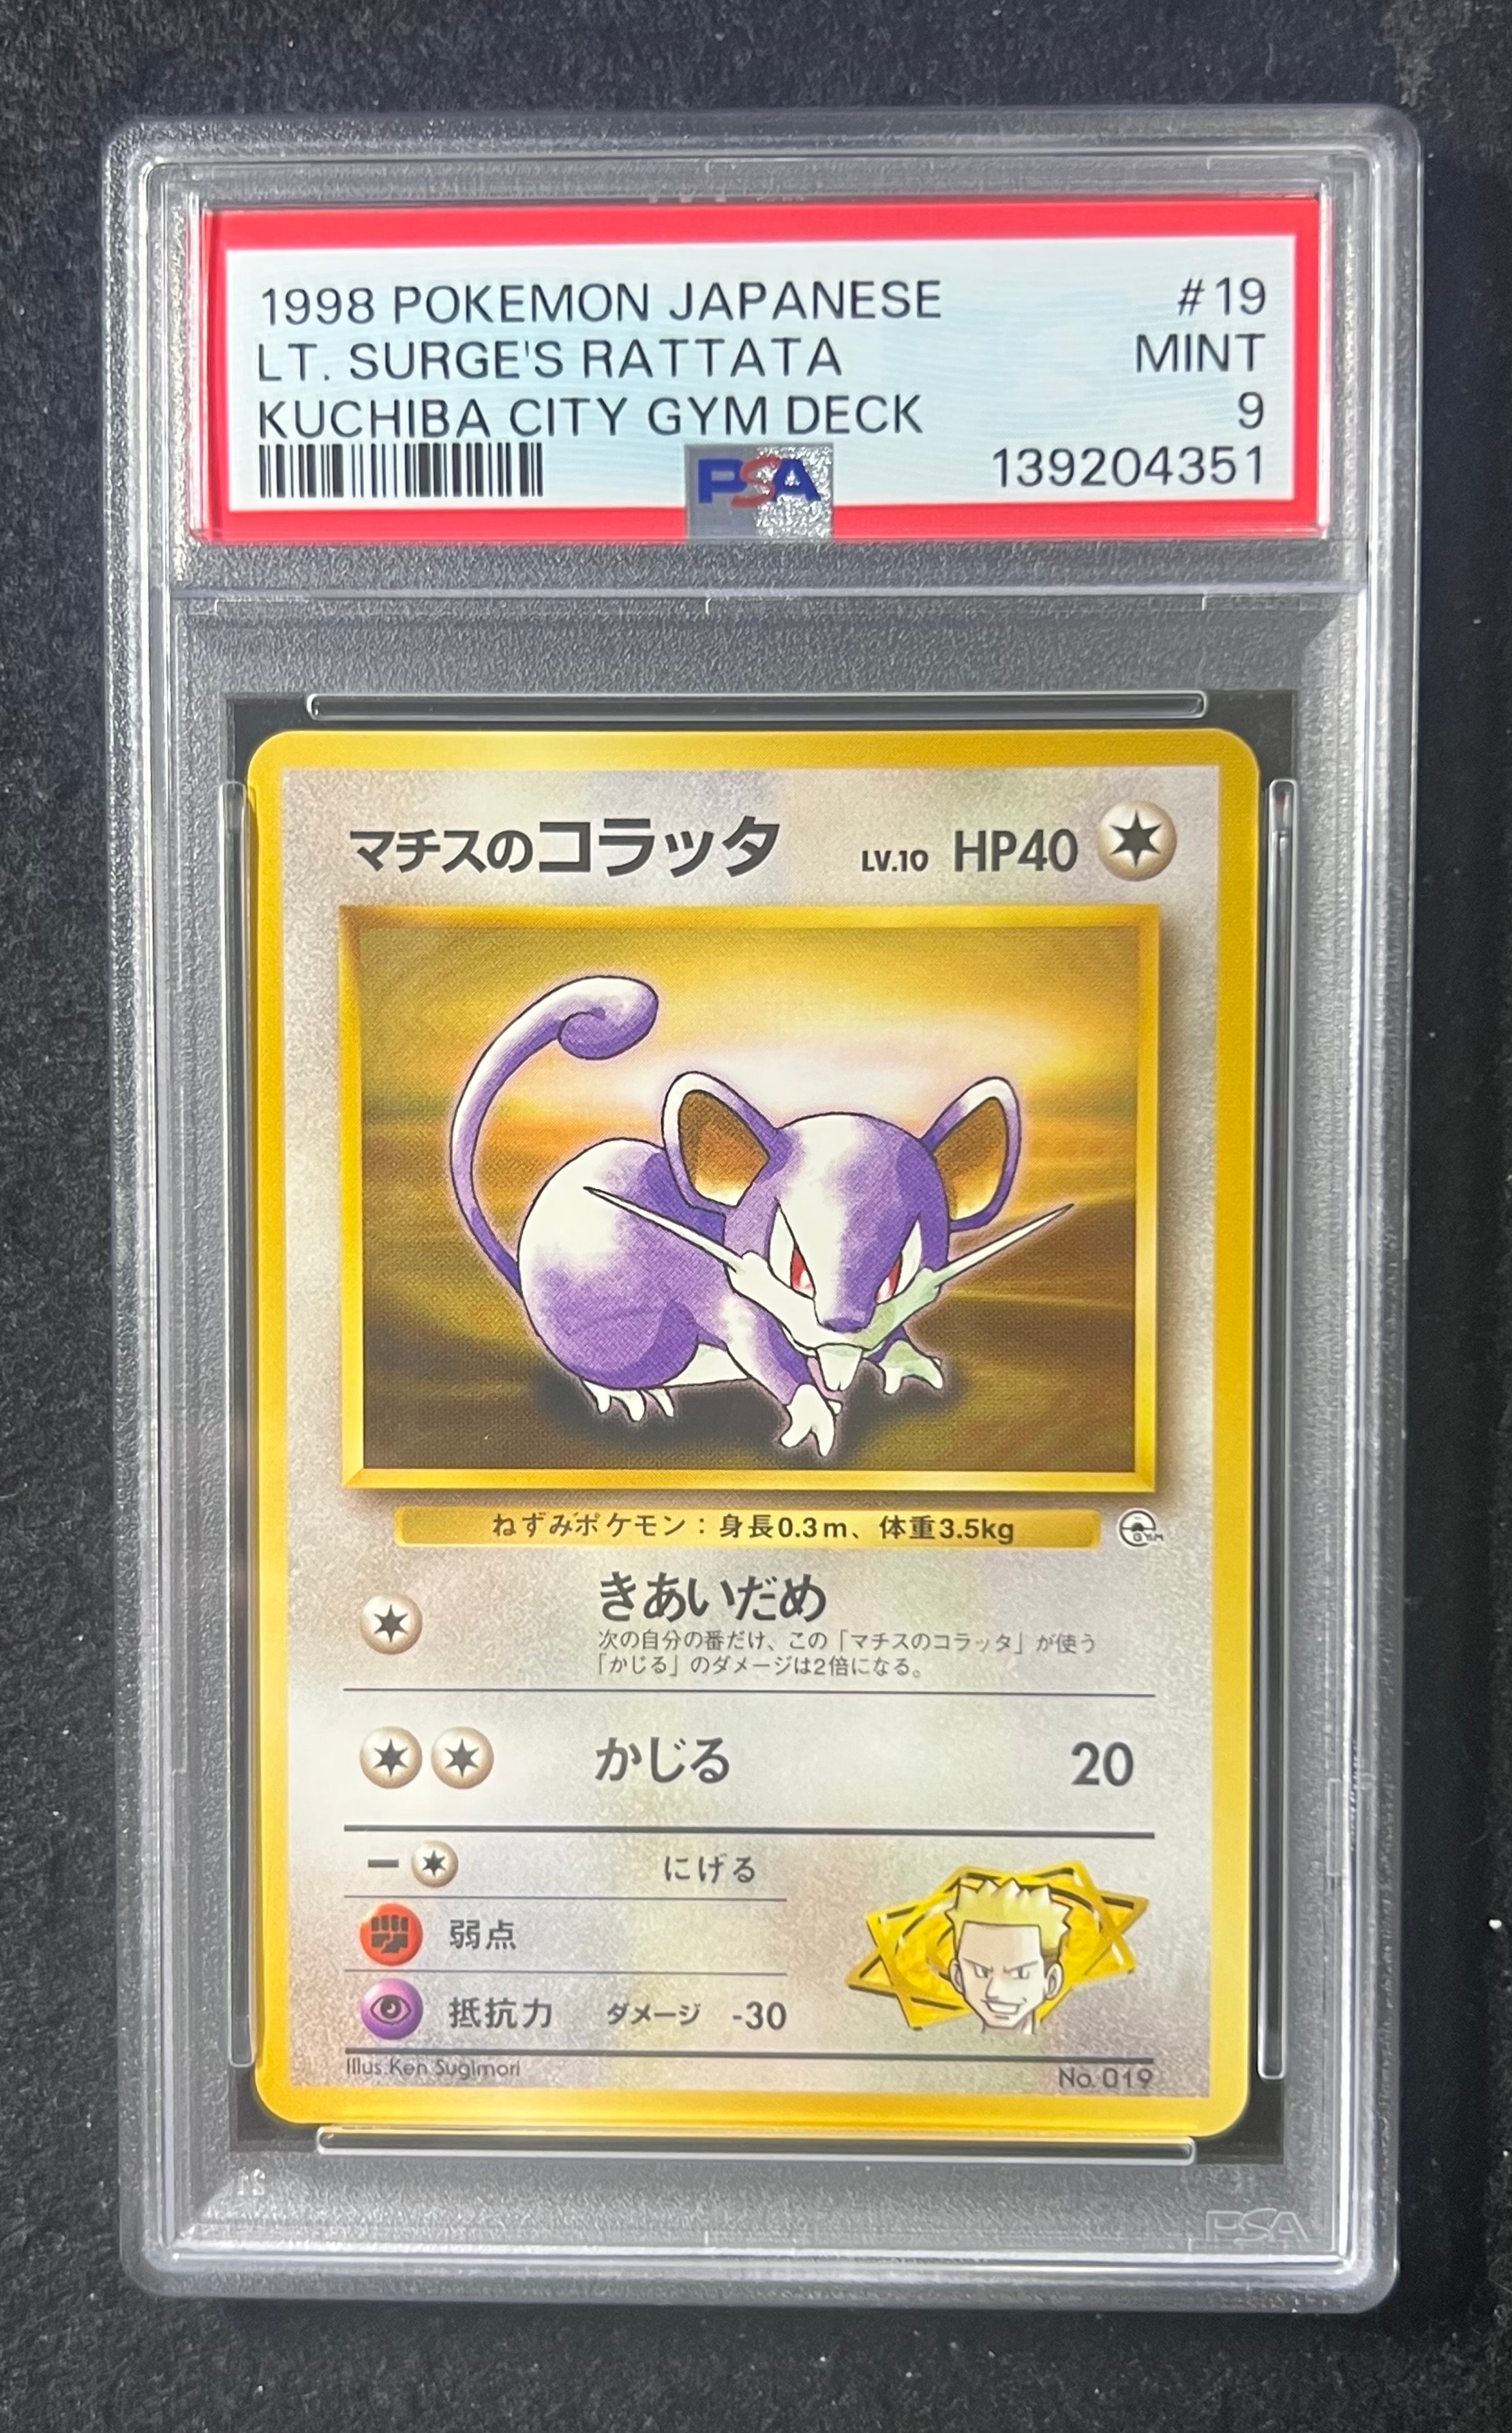 1998 POKEMON JAPANESE #19
LT. SURGE'S RATTATA MINT
KUCHIBA CITY GYM DECK 9
PSA 139204351
マチスのコラッタ LV.10 HP40
ねずみポケモン：身長0.3m、体重3.5kg
GYM
きあいだめ
次の自分の番だけ、この「マチスのコラッタ」が使う
「かじる」のダメージは2倍になる。
かじる 20
にげる
弱点
抵抗力 ダメージ -30
Illus.Ken Sugimori No. 019
PSA